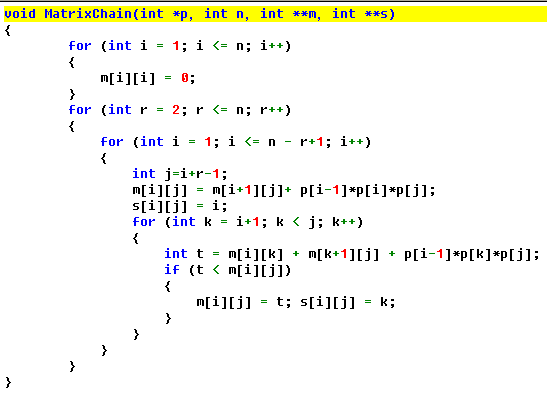 void MatrixChain(int *p, int n, int **m, int **s)
{
for (int i = 1; i <= n; i++)
{
m[i][i] = 0;
}
for (int r = 2; r <= n; r++)
{
for (int i = 1; i <= n - r+1; i++)
{
int j=i+r-1;
m[i][j] = m[i+1][j]+ p[i-1]*p[i]*p[j];
s[i][j] = i;
for (int k = i+1; k < j; k++)
{
int t = m[i][k] + m[k+1][j] + p[i-1]*p[k]*p[j];
if (t < m[i][j])
{
m[i][j] = t; s[i][j] = k;
}
}
}
}
}